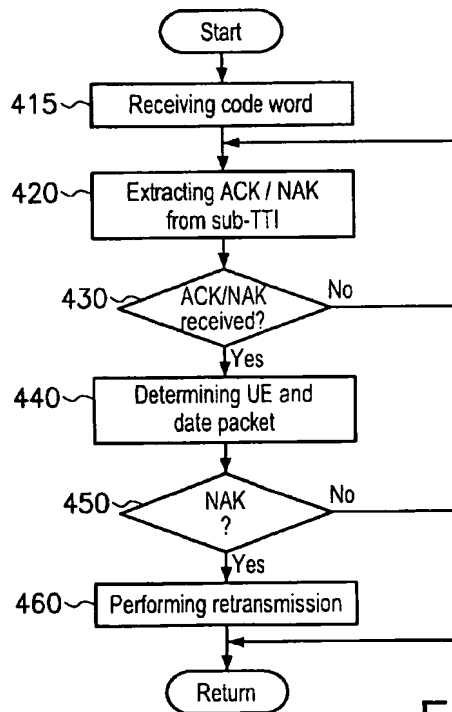 Start
415
Receiving code word
420
Extracting ACK / NAK
from sub-TTI
430
ACK/NAK
received?
No
Yes
440
Determining UE and
date packet
450
NAK
?
No
Yes
460
Performing retransmission
Return